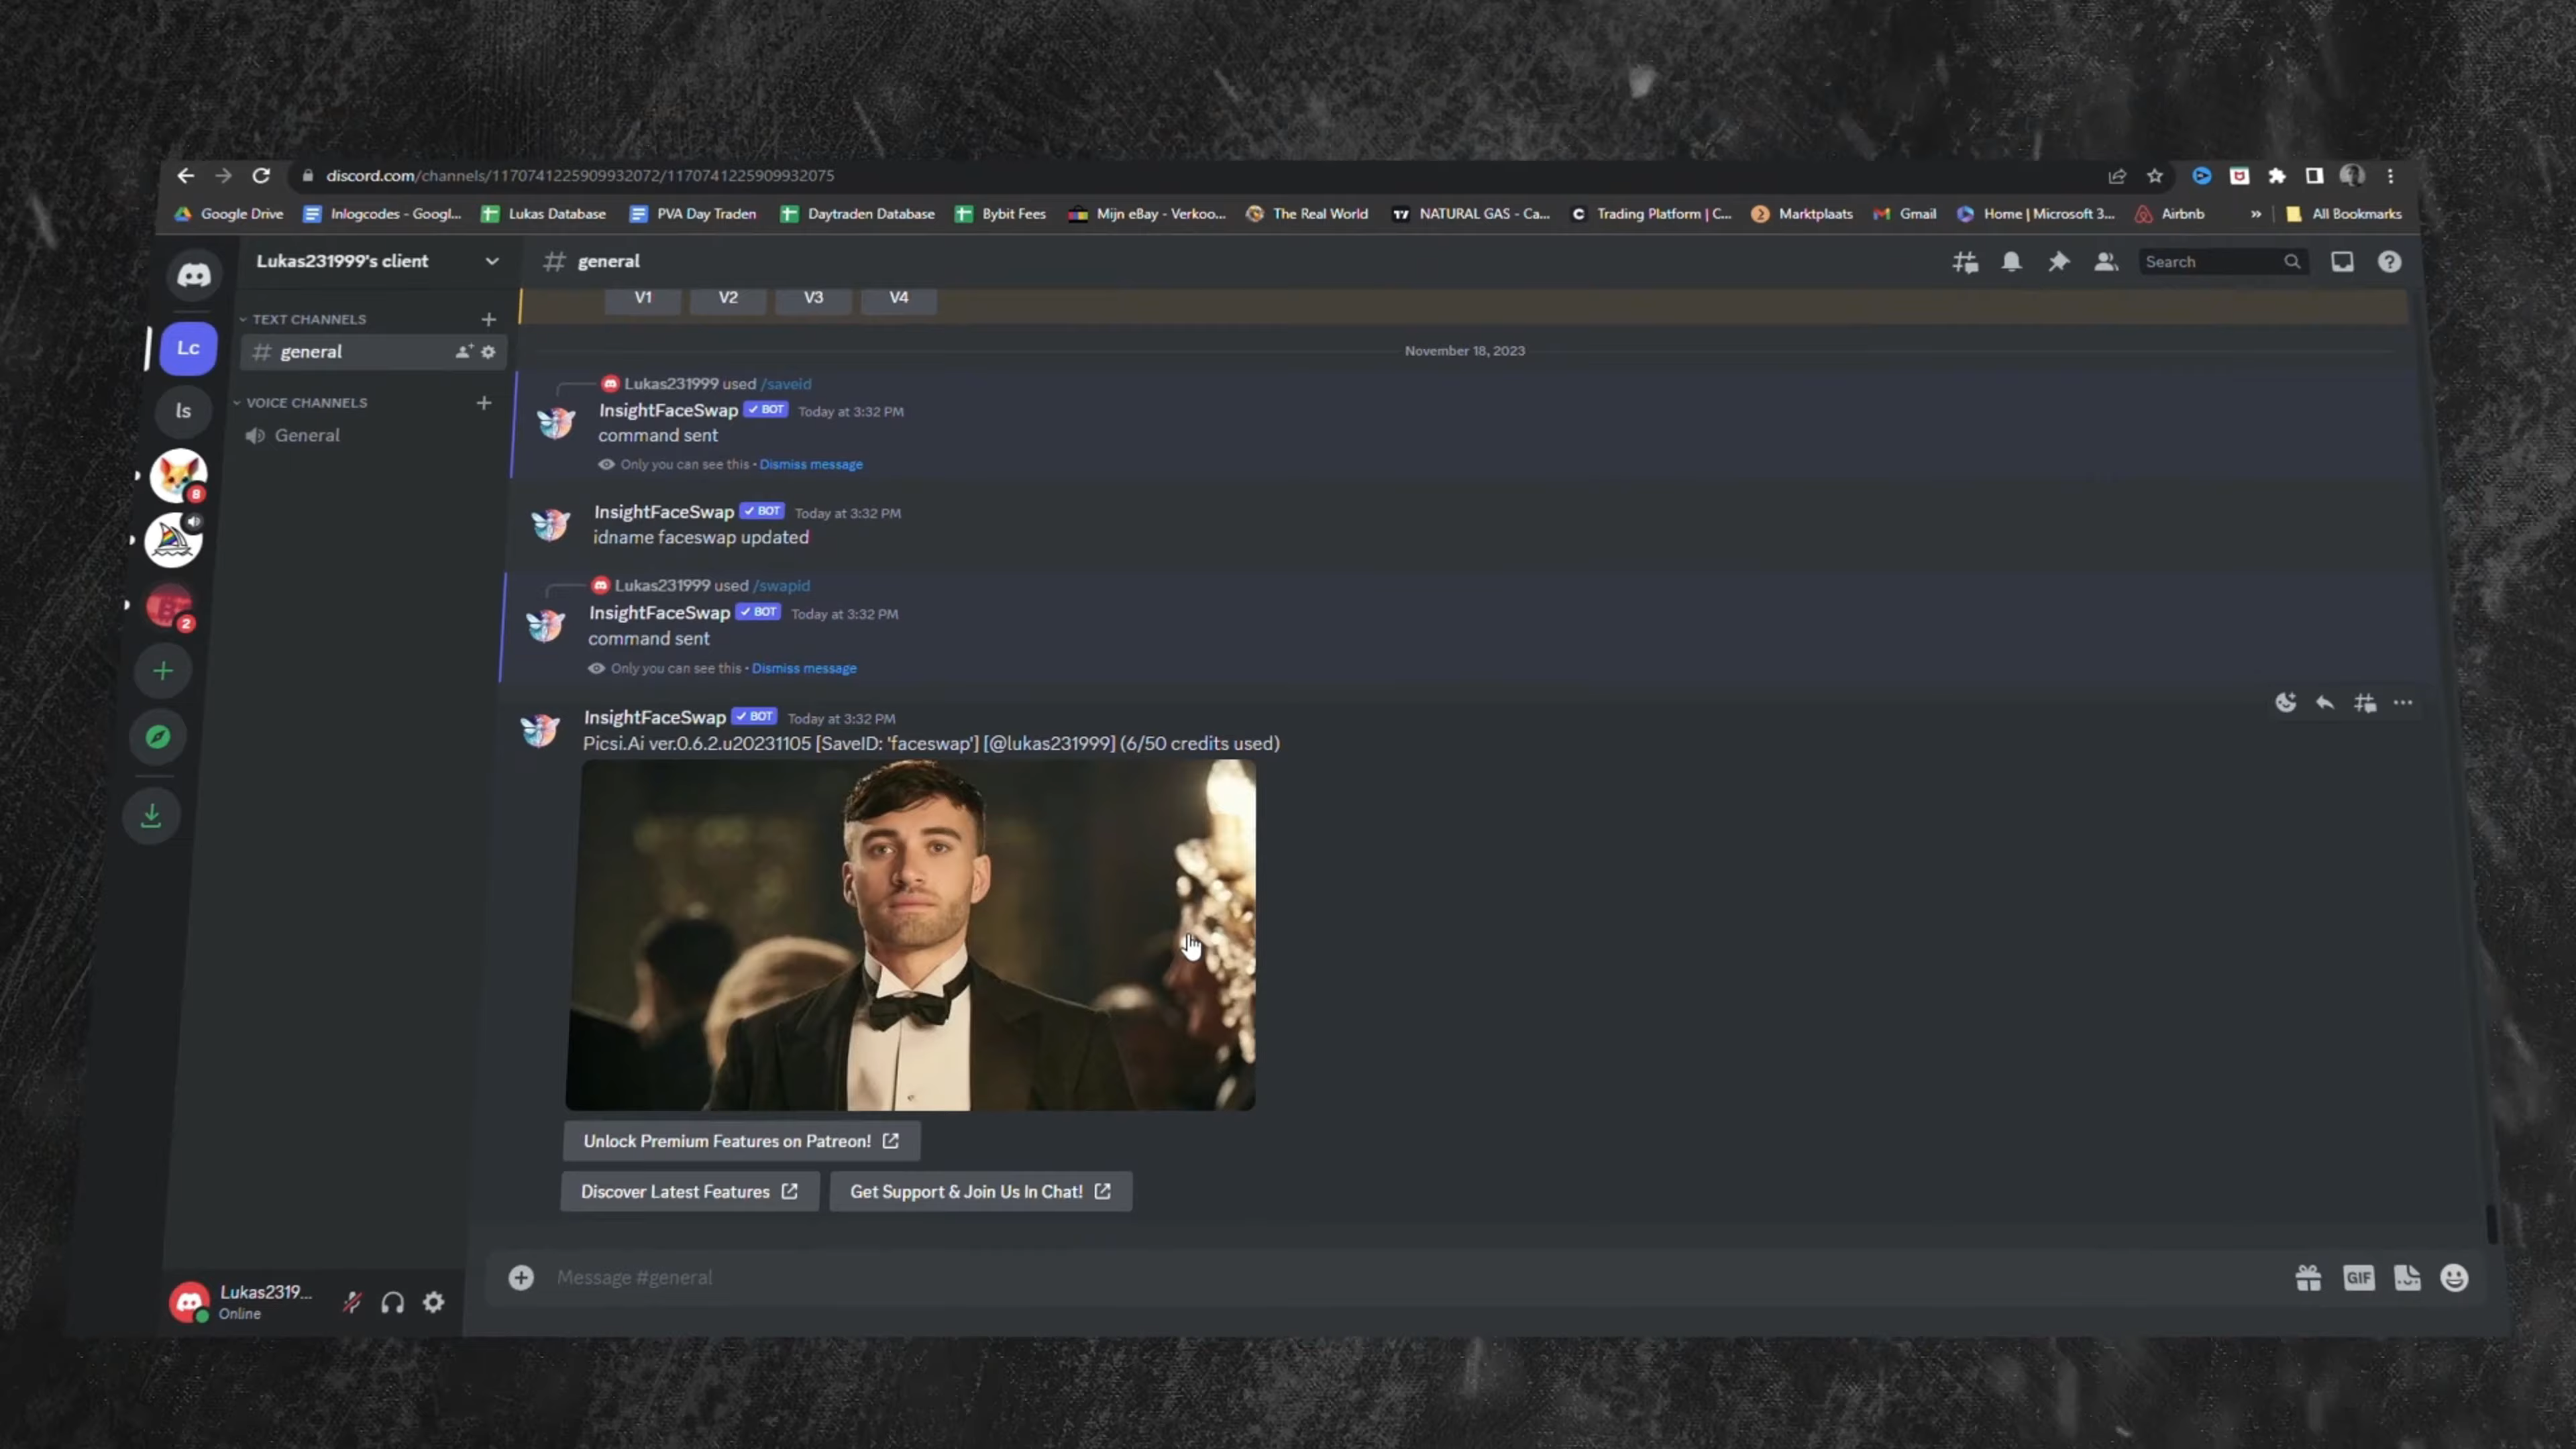 discord.com/channels/1170741225909932072/1170741225909932075
Google Drive
Inlogcodes - Googl...
Lukas Database
PVA Day Traden
Daytraden Database
Bybit Fees
Mijn eBay - Verkoo...
The Real World
NATURAL GAS - Ca...
Trading Platform | C...
Marktplaats
Gmail
Home | Microsoft 3...
Airbnb
»
All Bookmarks
Lukas231999's client
general
Search
TEXT CHANNELS
general
VOICE CHANNELS
General
Lc
ls
8
2
V1 V2 V3 V4
November 18, 2023
Lukas231999 used /saveid
InsightFaceSwap ✓ BOT Today at 3:32 PM
command sent
Only you can see this • Dismiss message
InsightFaceSwap ✓ BOT Today at 3:32 PM
idname faceswap updated
Lukas231999 used /swapid
InsightFaceSwap ✓ BOT Today at 3:32 PM
command sent
Only you can see this • Dismiss message
InsightFaceSwap ✓ BOT Today at 3:32 PM
Picsi.Ai ver.0.6.2.u20231105 [SaveID: 'faceswap'] [@lukas231999] (6/50 credits used)
Unlock Premium Features on Patreon!
Discover Latest Features
Get Support & Join Us In Chat!
Message #general
GIF
Lukas2319...
Online